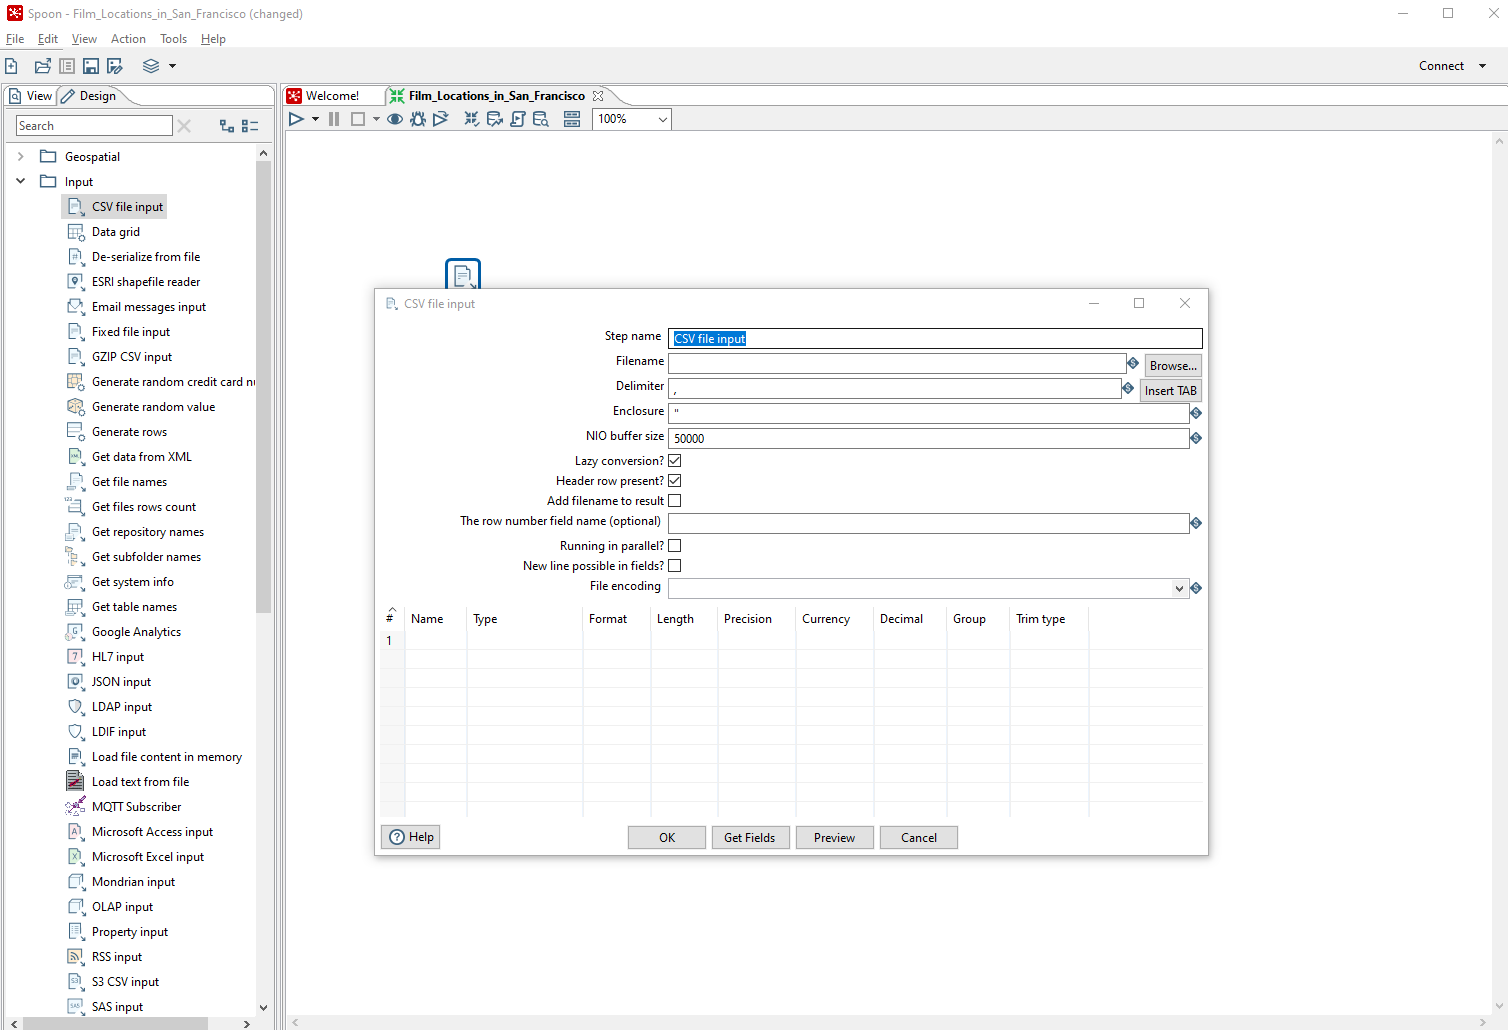 Spoon - Film_Locations_in_San_Francisco (changed)
File Edit View Action Tools Help
Connect
View Design
Welcome! Film_Locations_in_San_Francisco
Search
100%
Geospatial
Input
CSV file input
Data grid
De-serialize from file
ESRI shapefile reader
Email messages input
Fixed file input
GZIP CSV input
Generate random credit card nu
Generate random value
Generate rows
Get data from XML
Get file names
Get files rows count
Get repository names
Get subfolder names
Get system info
Get table names
Google Analytics
HL7 input
JSON input
LDAP input
LDIF input
Load file content in memory
Load text from file
MQTT Subscriber
Microsoft Access input
Microsoft Excel input
Mondrian input
OLAP input
Property input
RSS input
S3 CSV input
SAS input
CSV file input
Step name CSV file input
Filename Browse...
Delimiter , Insert TAB
Enclosure "
NIO buffer size 50000
Lazy conversion?
Header row present?
Add filename to result
The row number field name (optional)
Running in parallel?
New line possible in fields?
File encoding
# Name Type Format Length Precision Currency Decimal Group Trim type
1
Help OK Get Fields Preview Cancel